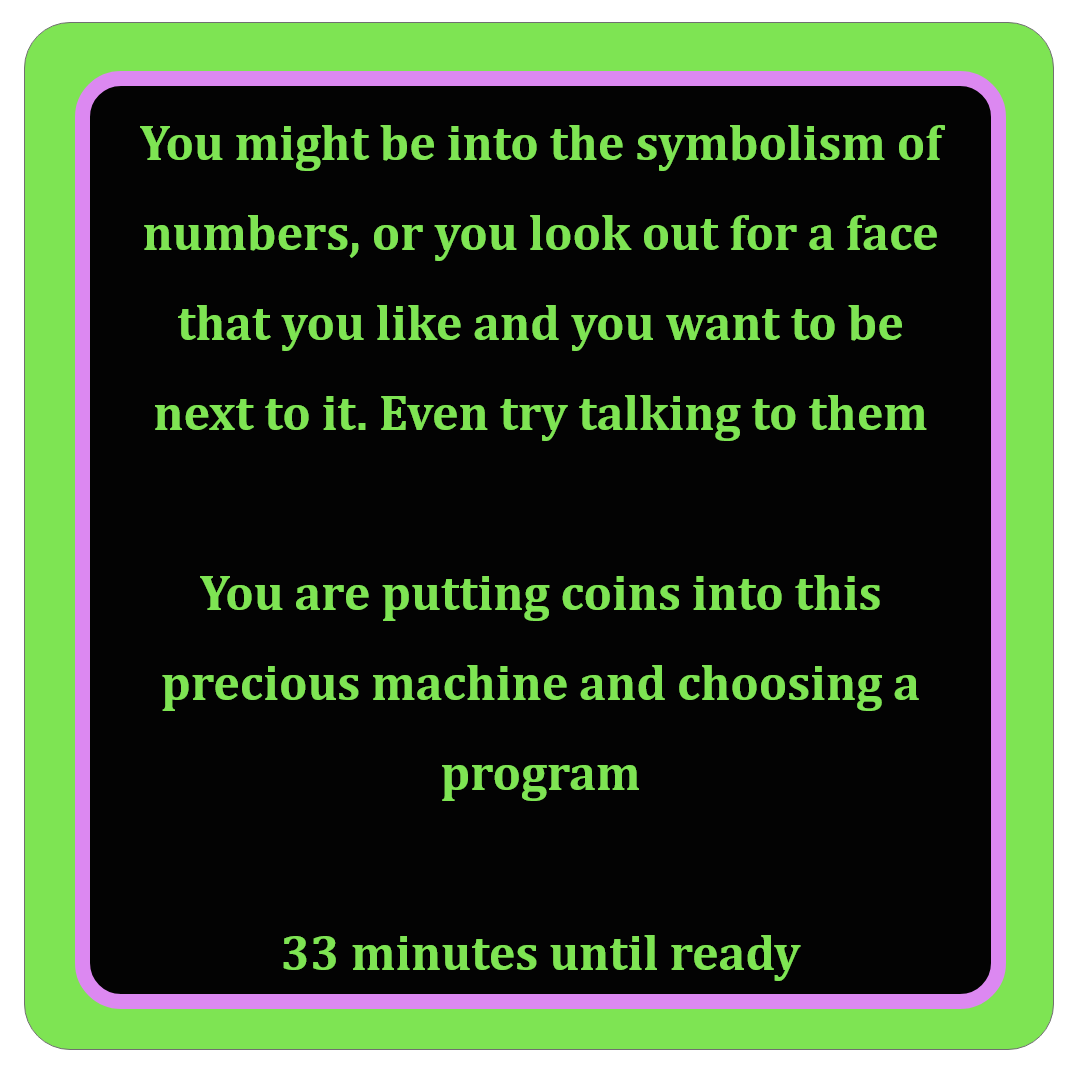 You might be into the symbolism of
numbers, or you look out for a face
that you like and you want to be
next to it. Even try talking to them
You are putting coins into this
precious machine and choosing a
program
33 minutes until ready